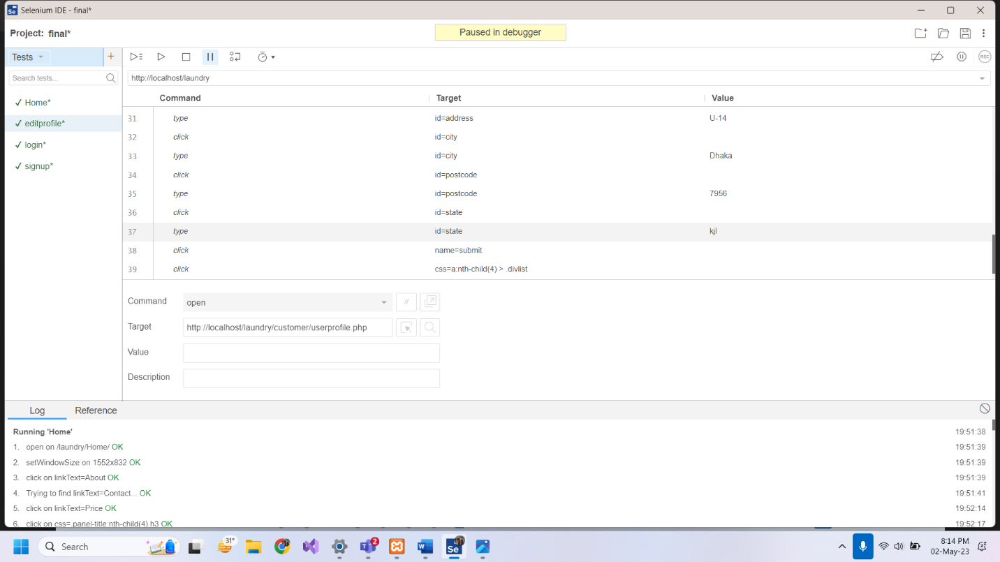 Selenium IDE - final*
Project: final*
Paused in debugger
Tests
Search tests...
✓ Home*
✓ editprofile*
✓ login*
✓ signup*
REC
http://localhost/laundry
Command Target Value
31 type id=address U-14
32 click id=city
33 type id=city Dhaka
34 click id=postcode
35 type id=postcode 7956
36 click id=state
37 type id=state kjl
38 click name=submit
39 click css=a:nth-child(4) > .divlist
Command open //
Target http://localhost/laundry/customer/userprofile.php
Value
Description
Log Reference
Running 'Home' 19:51:38
1. open on /laundry/Home/ OK 19:51:39
2. setWindowSize on 1552x832 OK 19:51:39
3. click on linkText=About OK 19:51:39
4. Trying to find linkText=Contact... OK 19:51:41
5. click on linkText=Price OK 19:52:14
6. click on css=.panel-title:nth-child(4) h3 OK 19:52:17
Search 31° 2 Se 8:14 PM
02-May-23